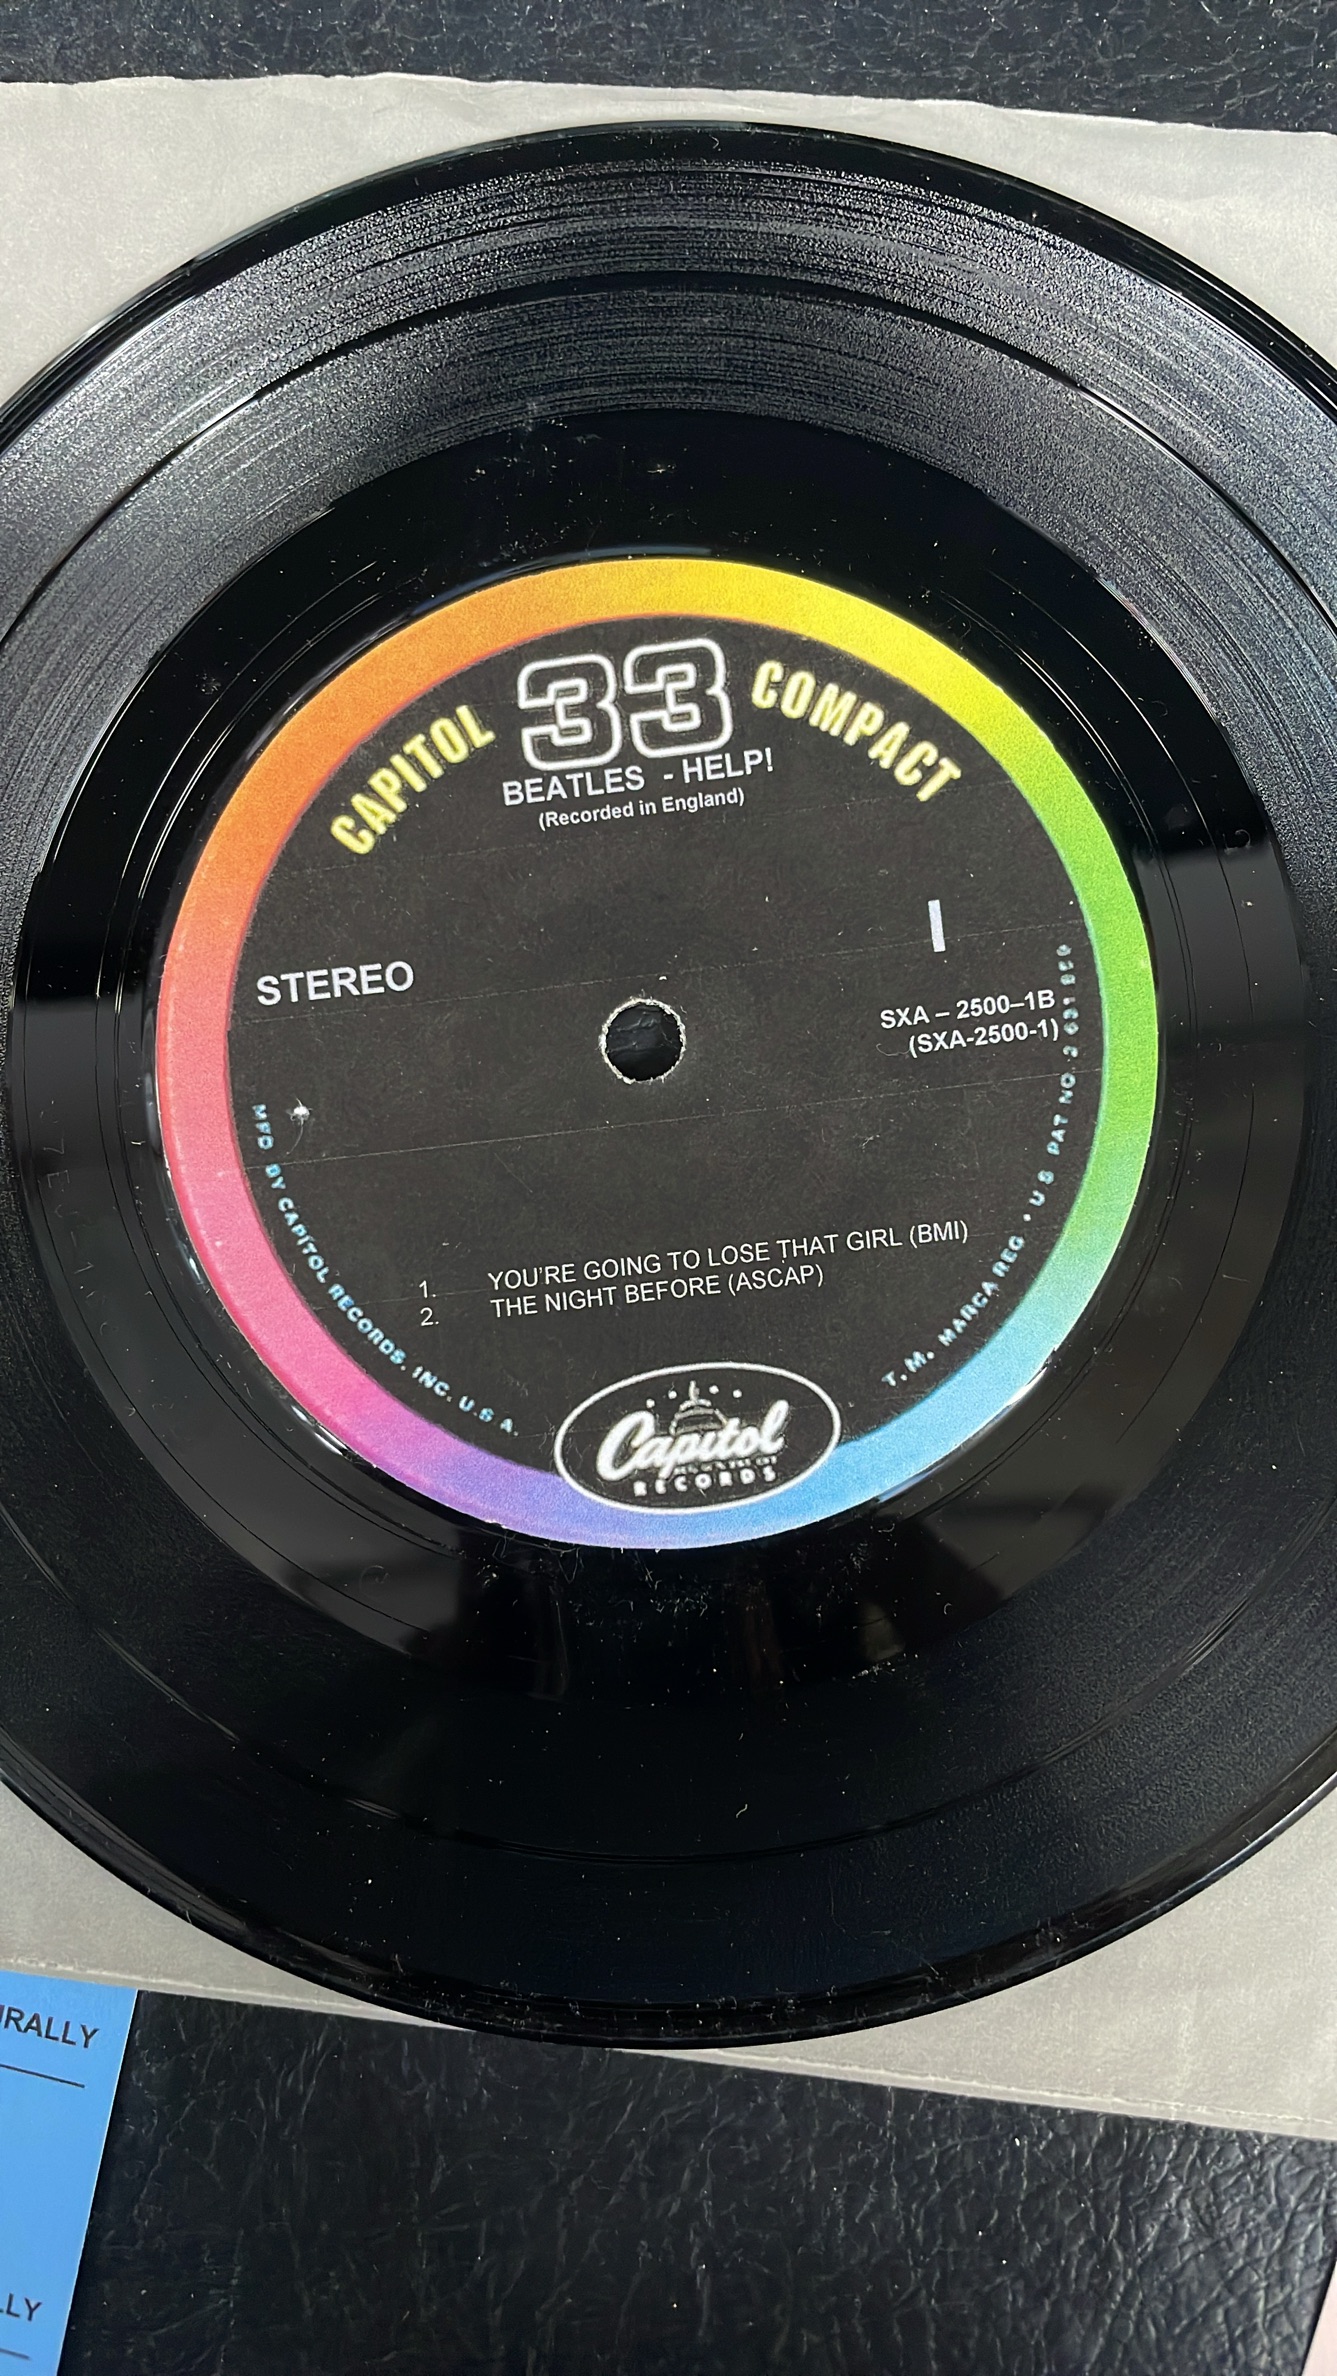 CAPITOL 33 COMPACT
BEATLES - HELP!
(Recorded in England)
I
STEREO
SXA – 2500–1B
(SXA-2500-1)
1. YOU'RE GOING TO LOSE THAT GIRL (BMI)
2. THE NIGHT BEFORE (ASCAP)
MFD BY CAPITOL RECORDS, INC. U.S.A.
T.M. MARCA REG. • U S PAT NO. 2 631
Capitol
RECORDS
RALLY
LLY